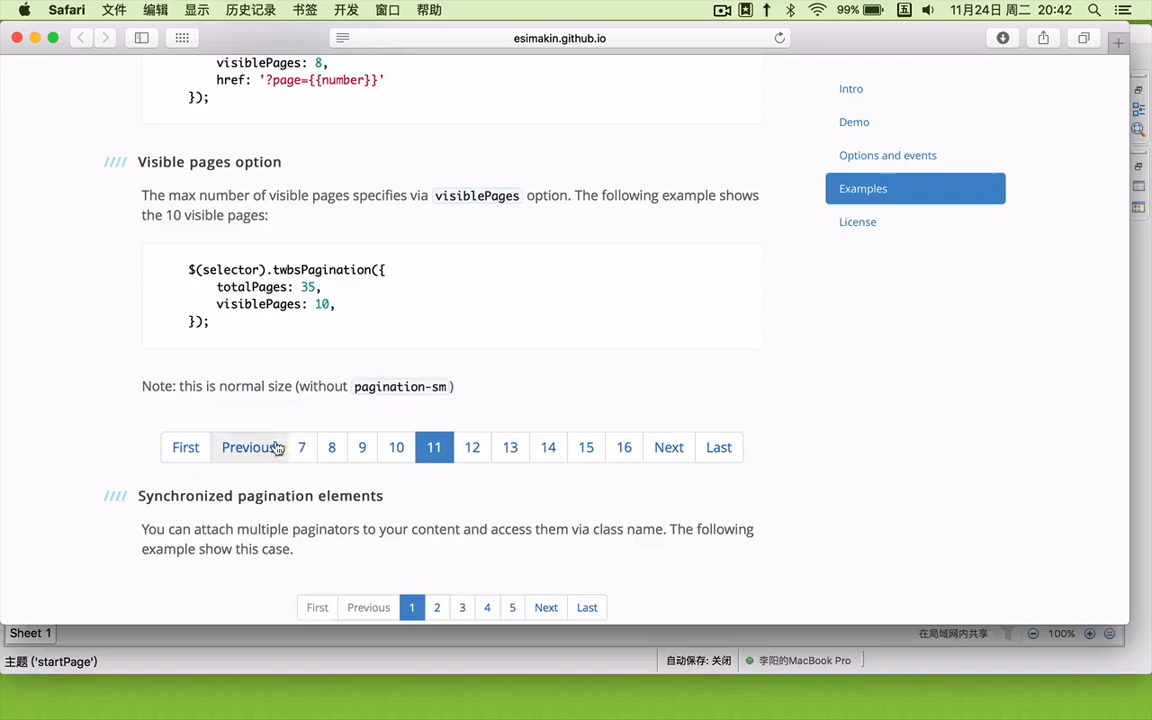 Safari 文件 编辑 显示 历史记录 书签 开发 窗口 帮助 99% 五 11月24日 周二 20:42
esimakin.github.io
visiblePages: 8,
href: '?page={{number}}'
});
Intro
Demo
Options and events
Examples
License
//// Visible pages option
The max number of visible pages specifies via visiblePages option. The following example shows
the 10 visible pages:
$(selector).twbsPagination({
totalPages: 35,
visiblePages: 10,
});
Note: this is normal size (without pagination-sm)
First Previous 7 8 9 10 11 12 13 14 15 16 Next Last
//// Synchronized pagination elements
You can attach multiple paginators to your content and access them via class name. The following
example show this case.
First Previous 1 2 3 4 5 Next Last
Sheet 1 在局域网内共享 100%
主题 ('startPage') 自动保存: 关闭 李阳的MacBook Pro